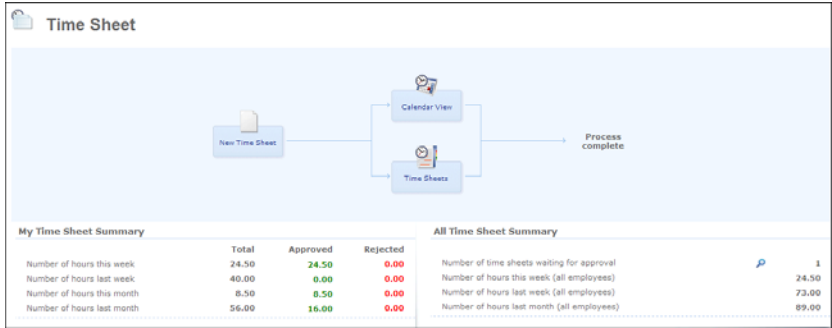 Time Sheet
Calendar View
New Time Sheet
Process
complete
Time Sheets
My Time Sheet Summary
Total Approved Rejected
Number of hours this week 24.50 24.50 0.00
Number of hours last week 40.00 0.00 0.00
Number of hours this month 8.50 8.50 0.00
Number of hours last month 56.00 16.00 0.00
All Time Sheet Summary
Number of time sheets waiting for approval 1
Number of hours this week (all employees) 24.50
Number of hours last week (all employees) 73.00
Number of hours last month (all employees) 89.00